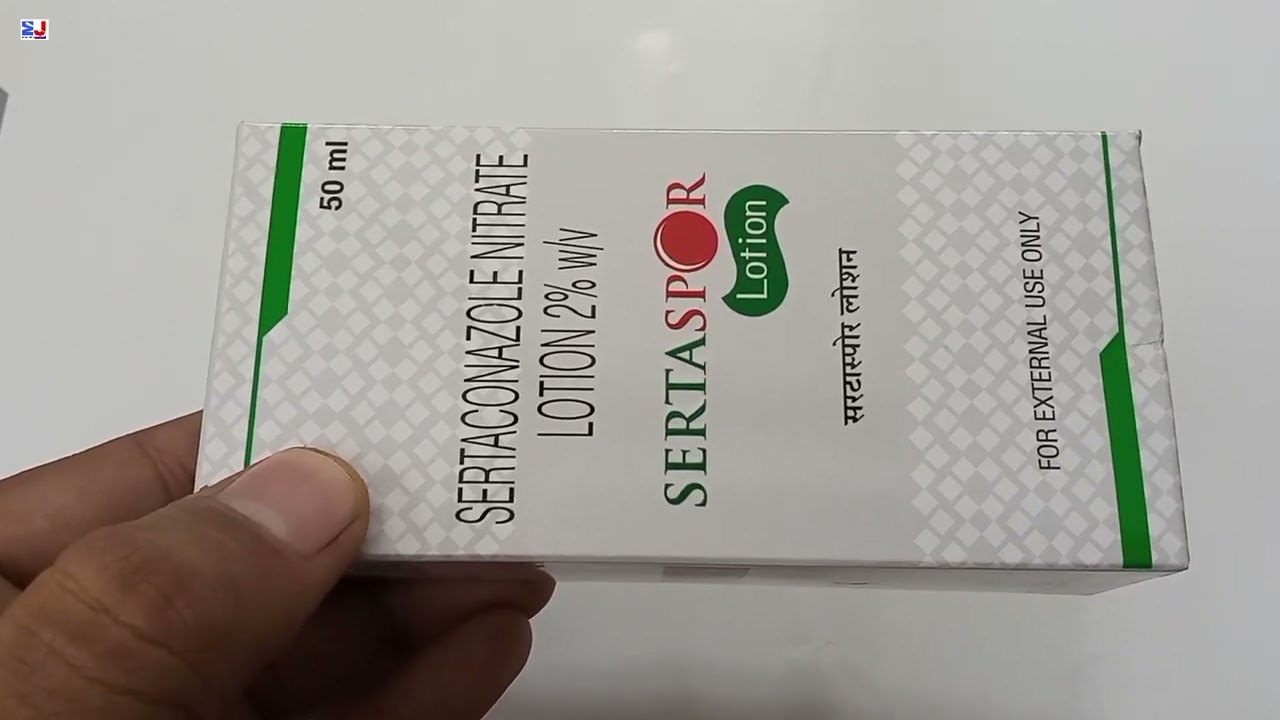 50 ml
SERTACONAZOLE NITRATE
LOTION 2% w/v
SERTASPOR
Lotion
सरटास्पोर लोशन
FOR EXTERNAL USE ONLY